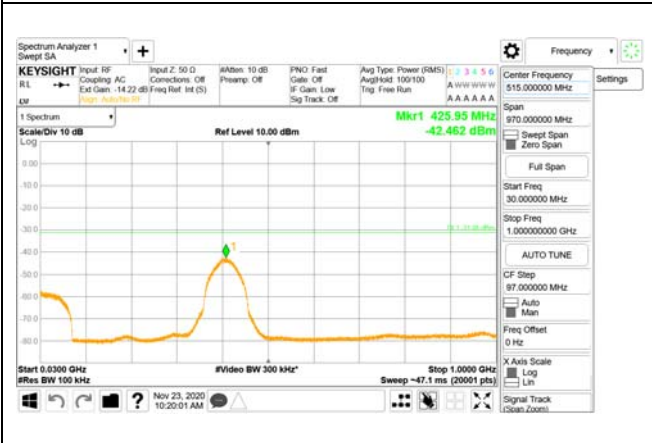 Spectrum Analyzer 1
Swept SA
+
Frequency
KEYSIGHT
RL
Input: RF
Coupling: AC
Ext Gain: -14.22 dB
Align: Auto/No RF
Input Z: 50 Ω
Corrections: Off
Freq Ref: Int (S)
#Atten: 10 dB
Preamp: Off
PNO: Fast
Gate: Off
IF Gain: Low
Sig Track: Off
Avg Type: Power (RMS)
Avg|Hold: 100/100
Trig: Free Run
1 2 3 4 5 6
A W W W W W
A A A A A A
Center Frequency
515.000000 MHz
Settings
1 Spectrum
Mkr1 425.95 MHz
Scale/Div 10 dB
Ref Level 10.00 dBm
-42.462 dBm
Log
Span
970.000000 MHz
Swept Span
Zero Span
Full Span
Start Freq
30.000000 MHz
Stop Freq
1.000000000 GHz
AUTO TUNE
CF Step
97.000000 MHz
Auto
Man
Freq Offset
0 Hz
X Axis Scale
Log
Lin
Signal Track
(Span Zoom)
0.00
-10.0
-20.0
-30.0
-40.0
-50.0
-60.0
-70.0
-80.0
1
Start 0.0300 GHz
#Video BW 300 kHz*
Stop 1.0000 GHz
#Res BW 100 kHz
Sweep ~47.1 ms (20001 pts)
?
Nov 23, 2020
10:20:01 AM